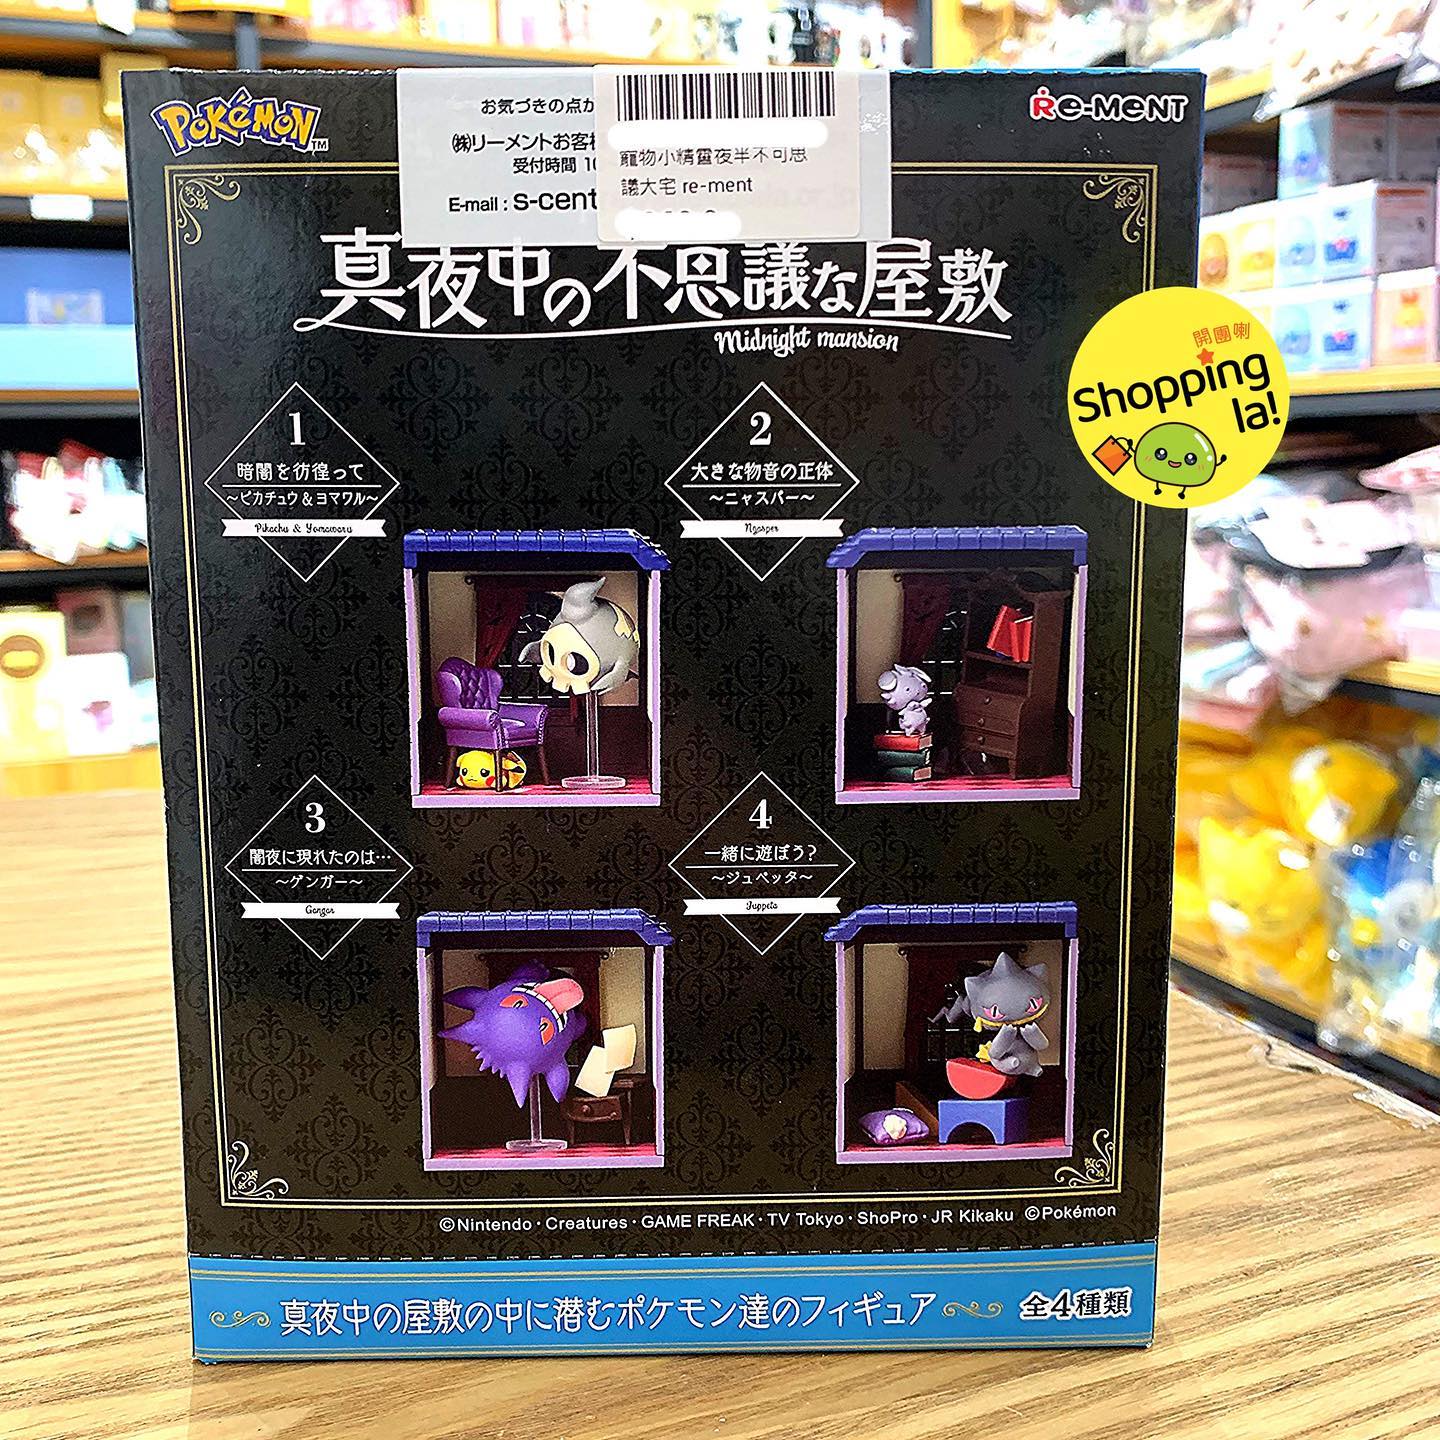 POKéMON TM
Re-MeNT
お気づきの点が
㈱リーメントお客様
受付時間 10
E-mail : s-cent
寵物小精靈夜半不可思
議大宅 re-ment
真夜中の不思議な屋敷
Midnight mansion
開團喇
Shopping
la!
1
暗闇を彷徨って
〜ピカチュウ&ヨマワル〜
Pikachu & Yomawaru
2
大きな物音の正体
〜ニャスパー〜
Nyasper
3
闇夜に現れたのは…
〜ゲンガー〜
Gangar
4
一緒に遊ぼう?
〜ジュペッタ〜
Juppeta
©Nintendo・Creatures・GAME FREAK・TV Tokyo・ShoPro・JR Kikaku ©Pokémon
真夜中の屋敷の中に潜むポケモン達のフィギュア
全4種類